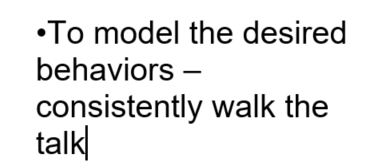 •To model the desired
behaviors –
consistently walk the
talk